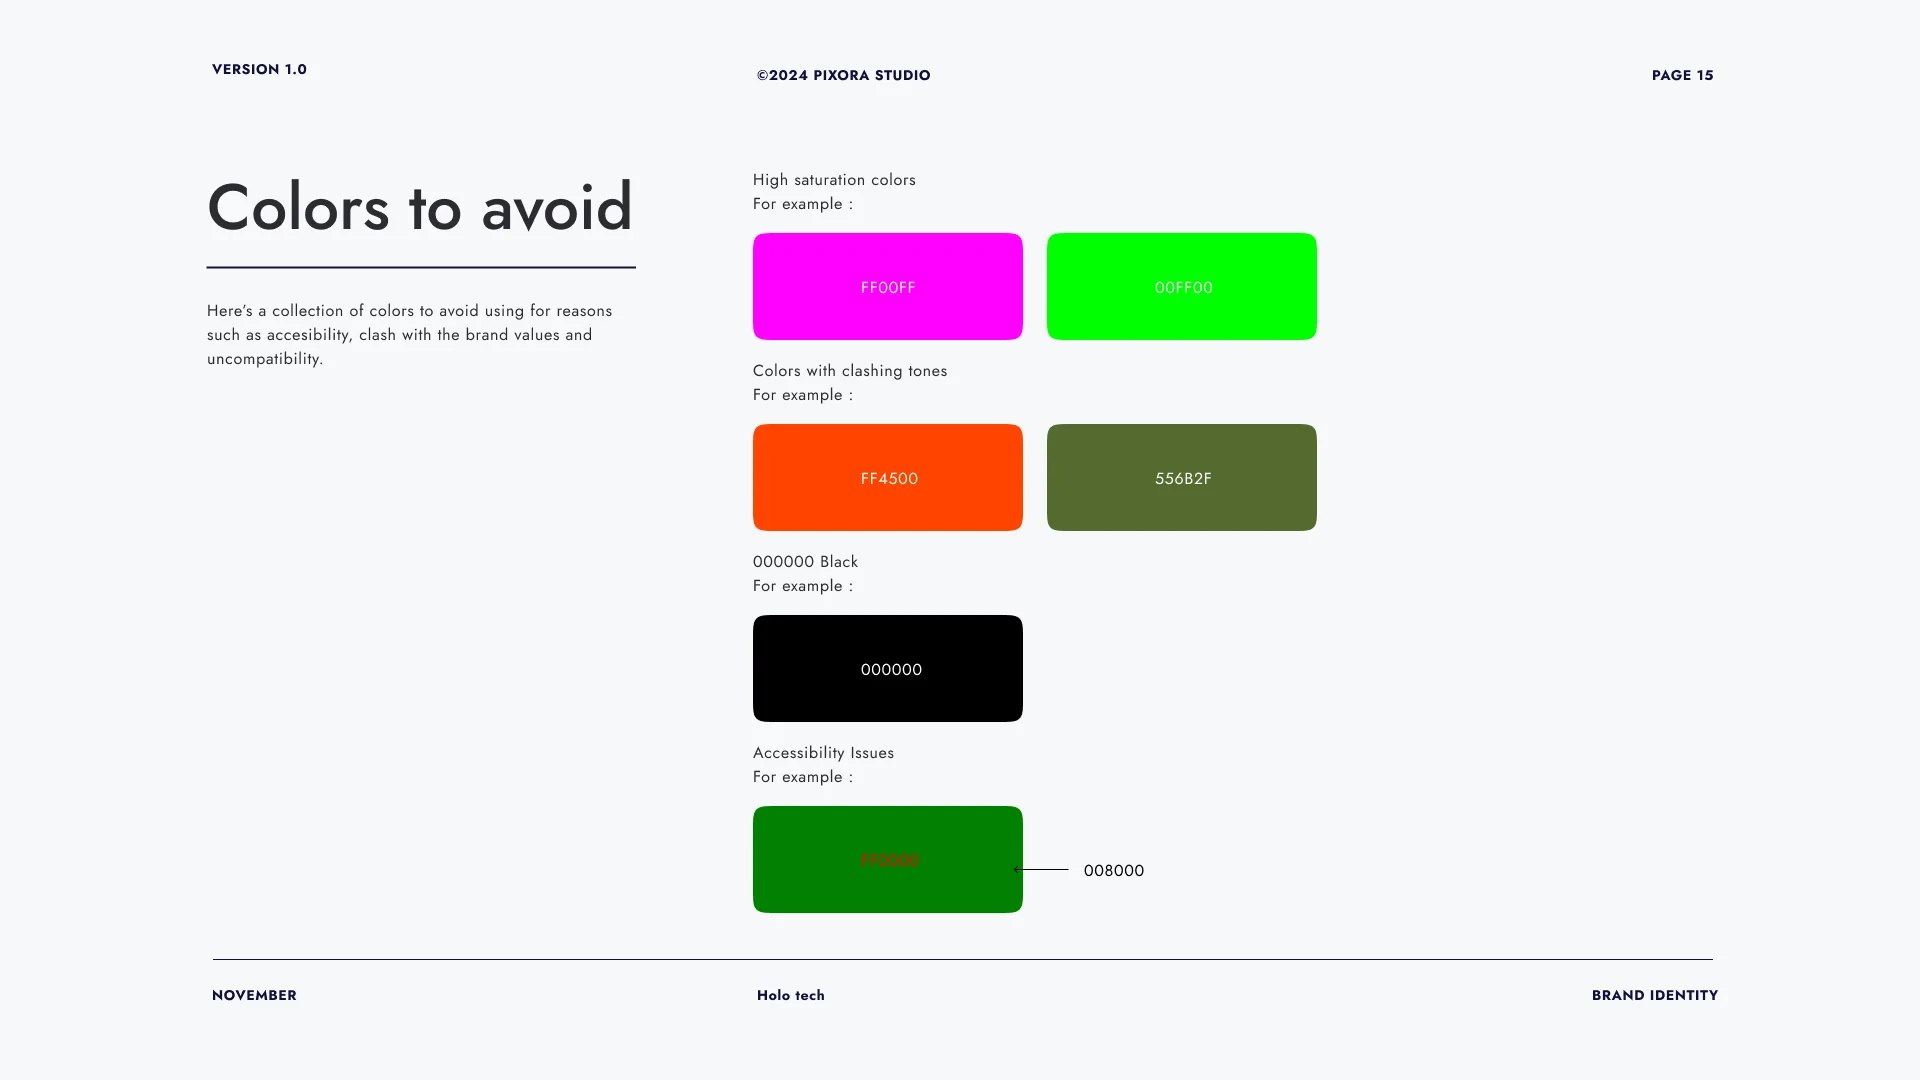 VERSION 1.0
©2024 PIXORA STUDIO
PAGE 15
Colors to avoid
Here’s a collection of colors to avoid using for reasons
such as accesibility, clash with the brand values and
uncompatibility.
High saturation colors
For example :
FF00FF
00FF00
Colors with clashing tones
For example :
FF4500
556B2F
000000 Black
For example :
000000
Accessibility Issues
For example :
FF0000
008000
NOVEMBER
Holo tech
BRAND IDENTITY